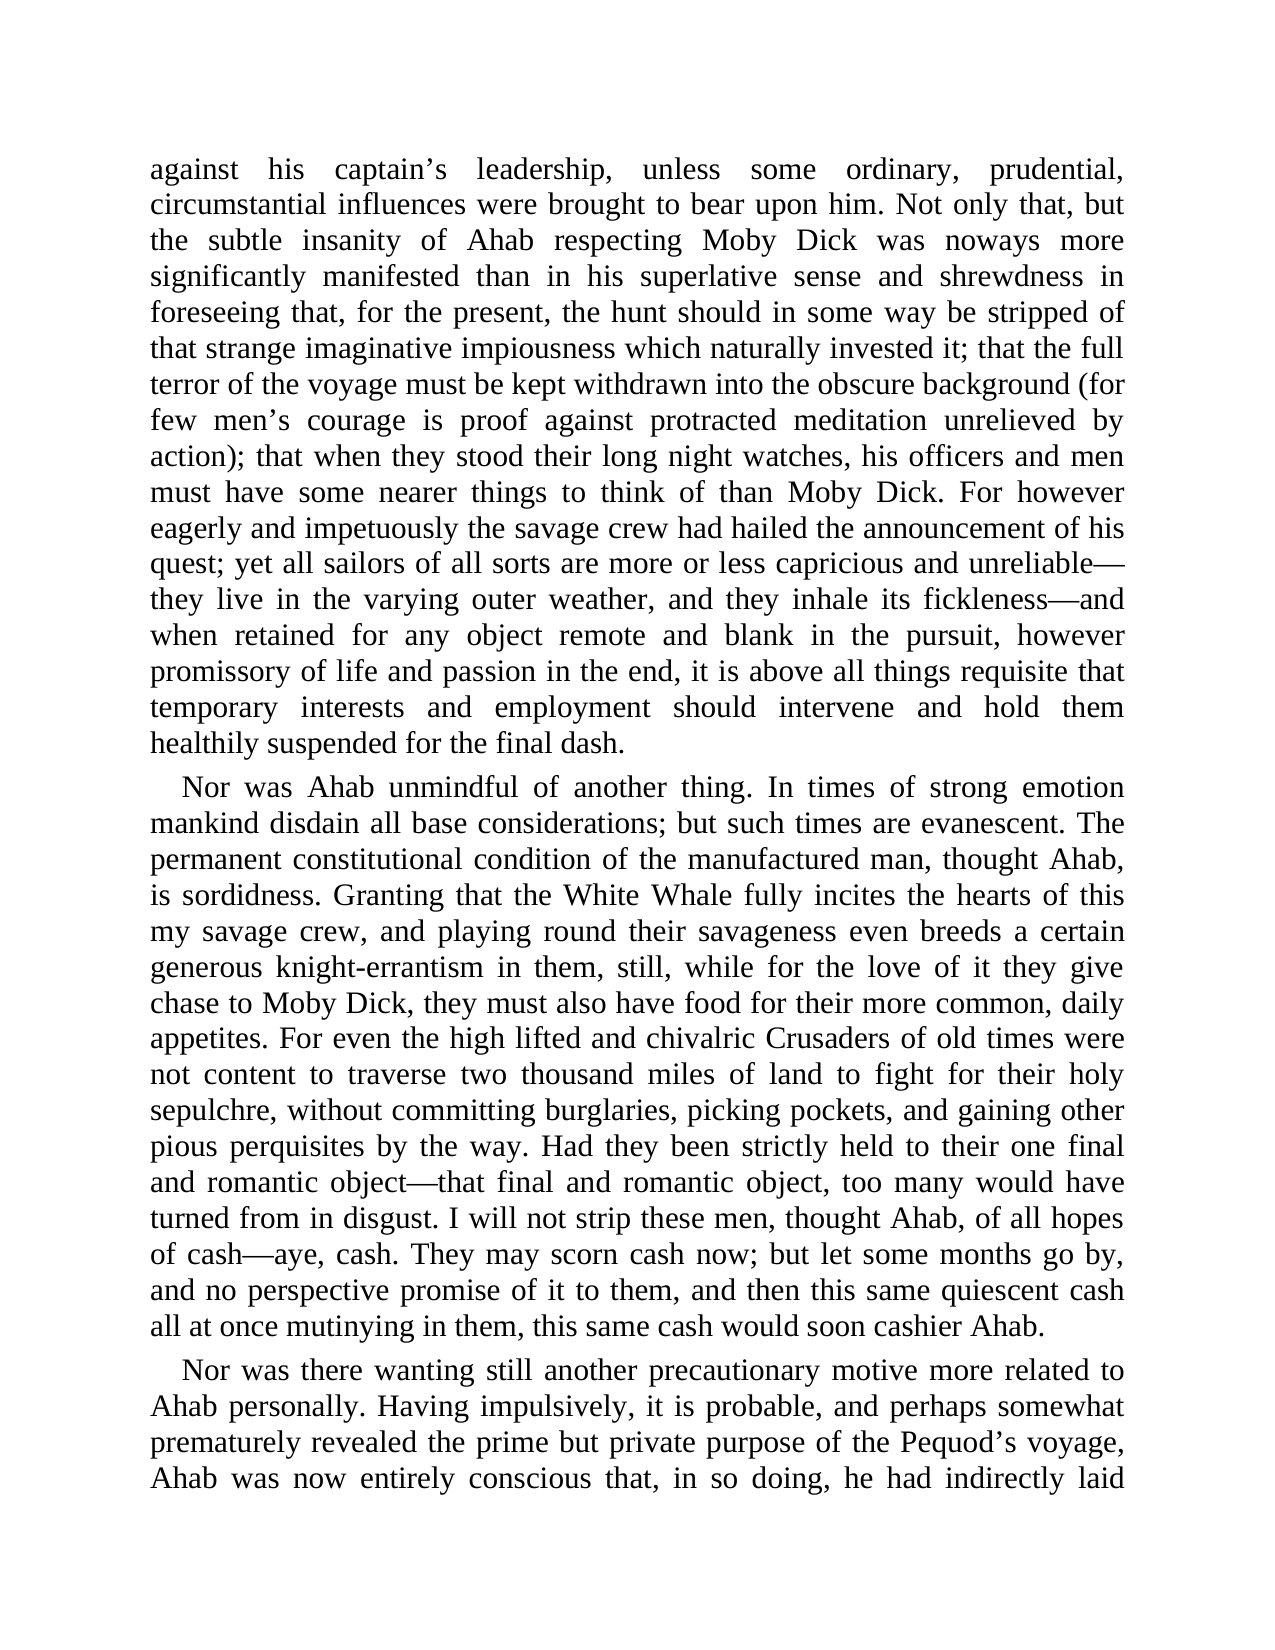 against his captain’s leadership, unless some ordinary, prudential,
circumstantial influences were brought to bear upon him. Not only that, but
the subtle insanity of Ahab respecting Moby Dick was noways more
significantly manifested than in his superlative sense and shrewdness in
foreseeing that, for the present, the hunt should in some way be stripped of
that strange imaginative impiousness which naturally invested it; that the full
terror of the voyage must be kept withdrawn into the obscure background (for
few men’s courage is proof against protracted meditation unrelieved by
action); that when they stood their long night watches, his officers and men
must have some nearer things to think of than Moby Dick. For however
eagerly and impetuously the savage crew had hailed the announcement of his
quest; yet all sailors of all sorts are more or less capricious and unreliable—
they live in the varying outer weather, and they inhale its fickleness—and
when retained for any object remote and blank in the pursuit, however
promissory of life and passion in the end, it is above all things requisite that
temporary interests and employment should intervene and hold them
healthily suspended for the final dash.
Nor was Ahab unmindful of another thing. In times of strong emotion
mankind disdain all base considerations; but such times are evanescent. The
permanent constitutional condition of the manufactured man, thought Ahab,
is sordidness. Granting that the White Whale fully incites the hearts of this
my savage crew, and playing round their savageness even breeds a certain
generous knight-errantism in them, still, while for the love of it they give
chase to Moby Dick, they must also have food for their more common, daily
appetites. For even the high lifted and chivalric Crusaders of old times were
not content to traverse two thousand miles of land to fight for their holy
sepulchre, without committing burglaries, picking pockets, and gaining other
pious perquisites by the way. Had they been strictly held to their one final
and romantic object—that final and romantic object, too many would have
turned from in disgust. I will not strip these men, thought Ahab, of all hopes
of cash—aye, cash. They may scorn cash now; but let some months go by,
and no perspective promise of it to them, and then this same quiescent cash
all at once mutinying in them, this same cash would soon cashier Ahab.
Nor was there wanting still another precautionary motive more related to
Ahab personally. Having impulsively, it is probable, and perhaps somewhat
prematurely revealed the prime but private purpose of the Pequod’s voyage,
Ahab was now entirely conscious that, in so doing, he had indirectly laid